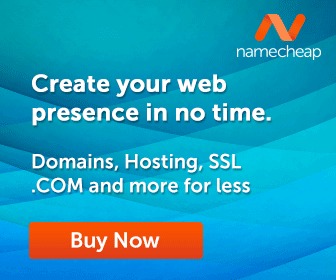 namecheap
Create your web
presence in no time.
Domains, Hosting, SSL
.COM and more for less
Buy Now